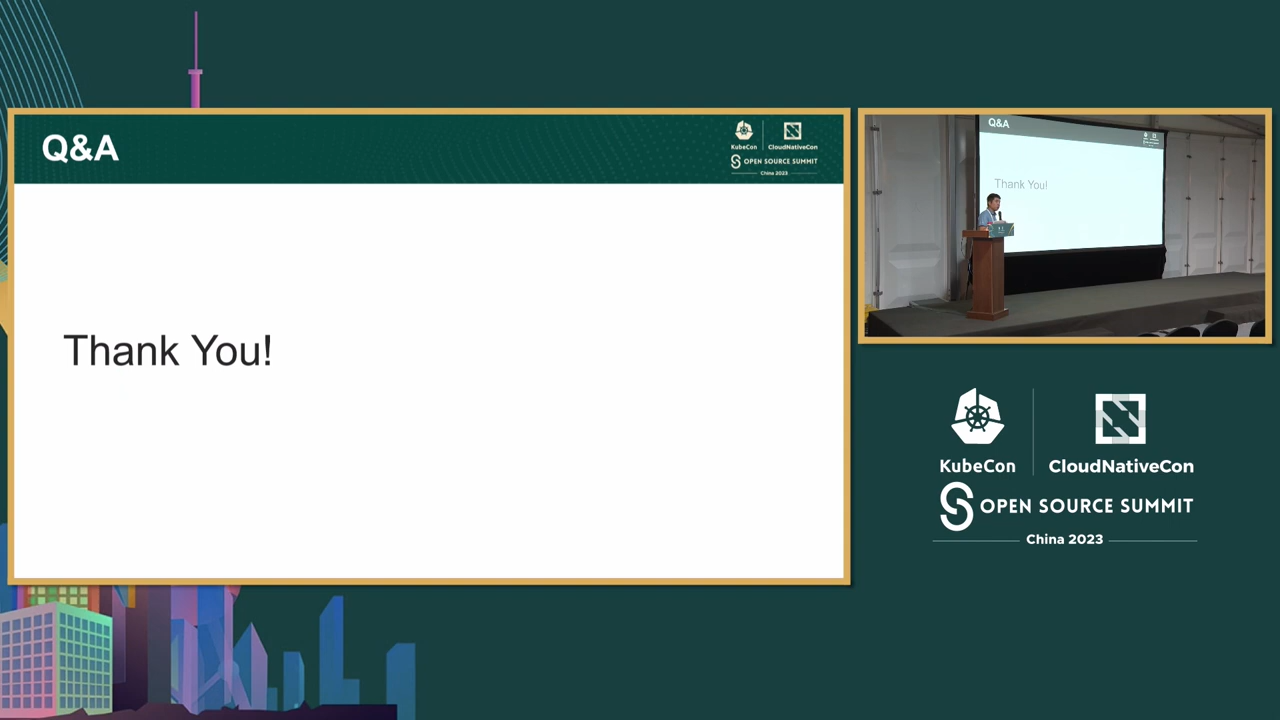 Q&A
KubeCon
CloudNativeCon
OPEN SOURCE SUMMIT
China 2023
Thank You!
Q&A
Thank You!
KubeCon
CloudNativeCon
OPEN SOURCE SUMMIT
China 2023